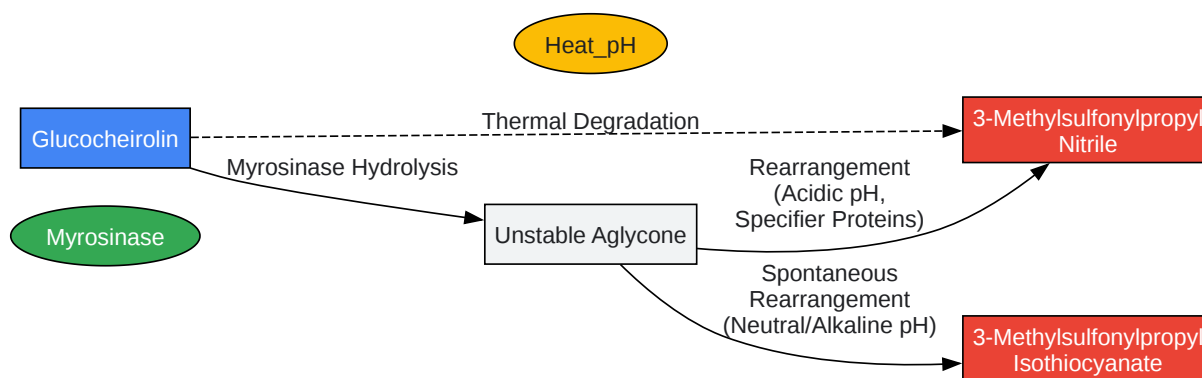 Heat_pH
Glucocheirolin
Thermal Degradation
3-Methylsulfonylpropyl
Nitrile
Myrosinase Hydrolysis
Rearrangement
(Acidic pH,
Specifier Proteins)
Myrosinase
Unstable Aglycone
Spontaneous
Rearrangement
(Neutral/Alkaline pH)
3-Methylsulfonylpropyl
Isothiocyanate